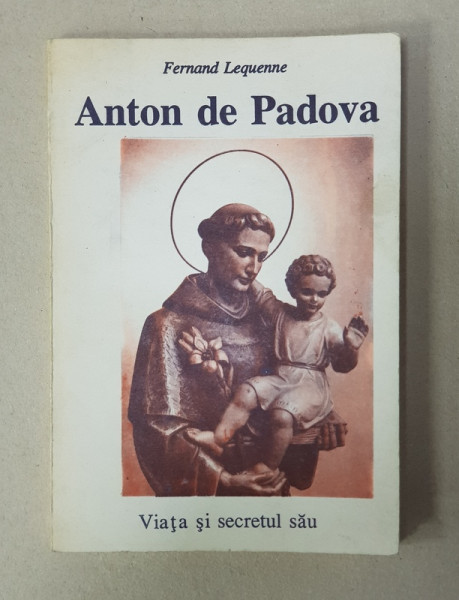 Fernand Lequenne
Anton de Padova
Viaţa şi secretul său